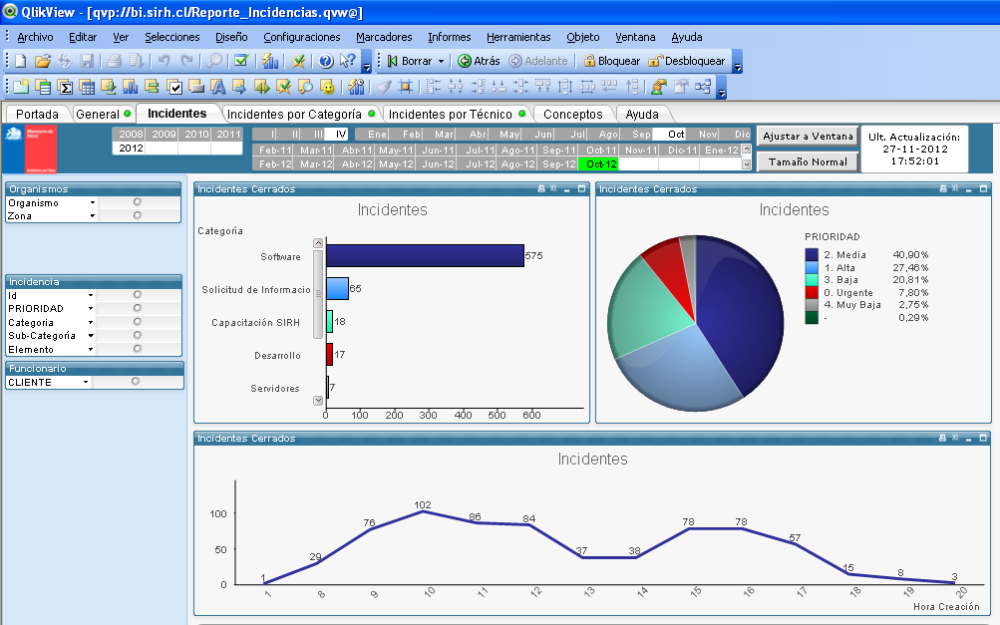 QlikView - [qvp://bi.sirh.cl/Reporte_Incidencias.qvw@]
Archivo Editar Ver Selecciones Diseño Configuraciones Marcadores Informes Herramientas Objeto Ventana Ayuda
Borrar Atrás Adelante Bloquear Desbloquear
Portada General Incidentes Incidentes por Categoría Incidentes por Técnico Conceptos Ayuda
2008 2009 2010 2011
2012
I II III IV
Ene Feb Mar Abr May Jun Jul Ago Sep Oct Nov Dic
Feb-11 Mar-11 Abr-11 May-11 Jun-11 Jul-11 Ago-11 Sep-11 Oct-11 Nov-11 Dic-11 Ene-12
Feb-12 Mar-12 Abr-12 May-12 Jun-12 Jul-12 Ago-12 Sep-12 Oct-12
Ajustar a Ventana
Tamaño Normal
Ult. Actualización:
27-11-2012
17:52:01
Organismos
Organismo
Zona
Incidencia
Id
PRIORIDAD
Categoria
Sub-Categoría
Elemento
Funcionario
CLIENTE
Incidentes Cerrados
XL
Incidentes
Categoría
Software 575
Solicitud de Informacio 65
Capacitación SIRH 18
Desarrollo 17
Servidores 7
0 100 200 300 400 500 600
Incidentes Cerrados
XL
Incidentes
PRIORIDAD
2. Media 40,90%
1. Alta 27,46%
3. Baja 20,81%
0. Urgente 7,80%
4. Muy Baja 2,75%
- 0,29%
Incidentes Cerrados
XL
Incidentes
100
50
0
1 29 76 102 86 84 37 38 78 78 57 15 8 3
1 8 9 10 11 12 13 14 15 16 17 18 19 20
Hora Creación